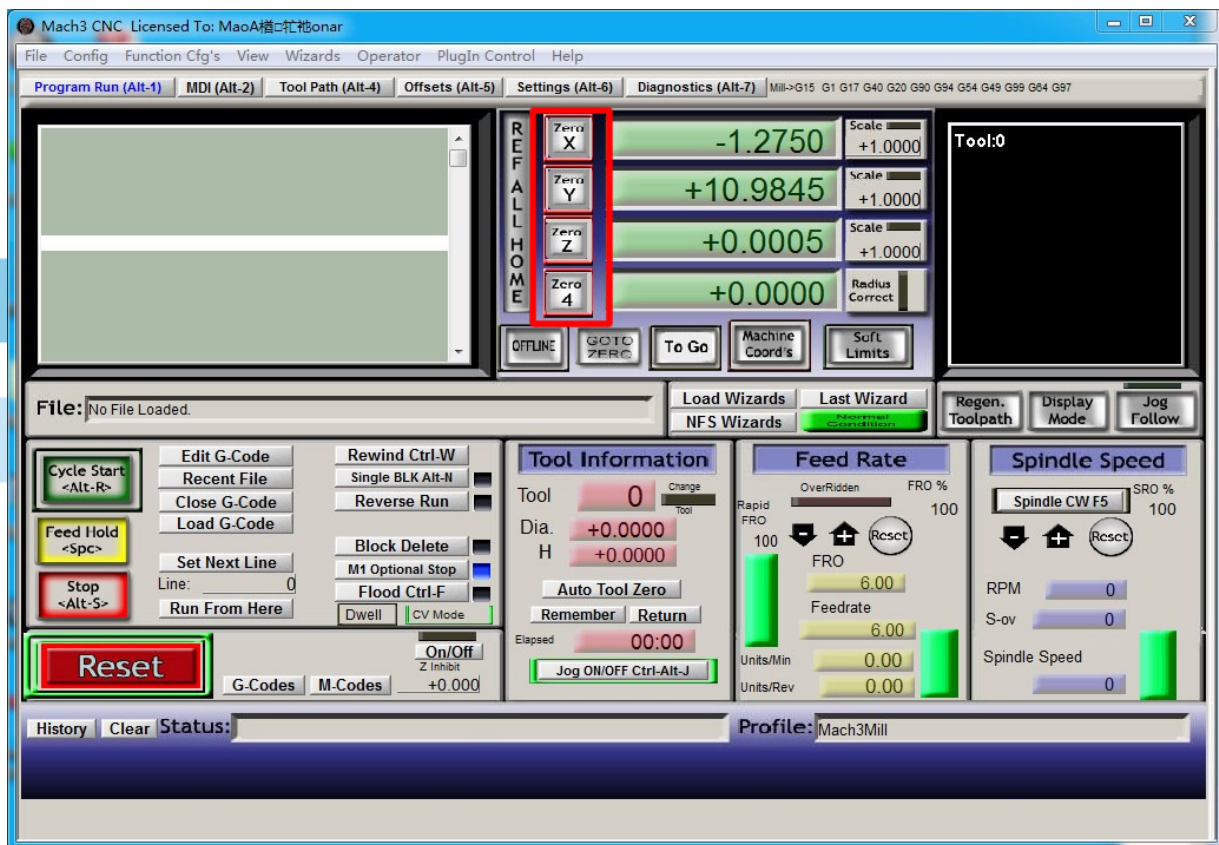 Mach3 CNC Licensed To: MaoA楿□牤祂onar
File Config Function Cfg's View Wizards Operator PlugIn Control Help
Program Run (Alt-1) MDI (Alt-2) Tool Path (Alt-4) Offsets (Alt-5) Settings (Alt-6) Diagnostics (Alt-7) Mill->G15 G1 G17 G40 G20 G90 G94 G54 G49 G99 G64 G97
REF ALL HOME
Zero X -1.2750 Scale +1.0000
Zero Y +10.9845 Scale +1.0000
Zero Z +0.0005 Scale +1.0000
Zero 4 +0.0000 Radius Correct
OFFLINE GOTO ZERO To Go Machine Coord's Soft Limits
Tool:0
File: No File Loaded.
Load Wizards Last Wizard
NFS Wizards Normal Condition
Regen. Toolpath Display Mode Jog Follow
Cycle Start <Alt-R>
Feed Hold <Spc>
Stop <Alt-S>
Edit G-Code
Recent File
Close G-Code
Load G-Code
Set Next Line
Line: 0
Run From Here
Rewind Ctrl-W
Single BLK Alt-N
Reverse Run
Block Delete
M1 Optional Stop
Flood Ctrl-F
Dwell CV Mode
Reset
G-Codes M-Codes
On/Off
Z Inhibit
+0.000
Tool Information
Tool 0 Change Tool
Dia. +0.0000
H +0.0000
Auto Tool Zero
Remember Return
Elapsed 00:00
Jog ON/OFF Ctrl-Alt-J
Feed Rate
OverRidden FRO %
100
Rapid FRO
100
Reset
FRO
6.00
Feedrate
6.00
Units/Min 0.00
Units/Rev 0.00
Spindle Speed
Spindle CW F5 SRO %
100
Reset
RPM 0
S-ov 0
Spindle Speed
0
History Clear Status:
Profile: Mach3Mill